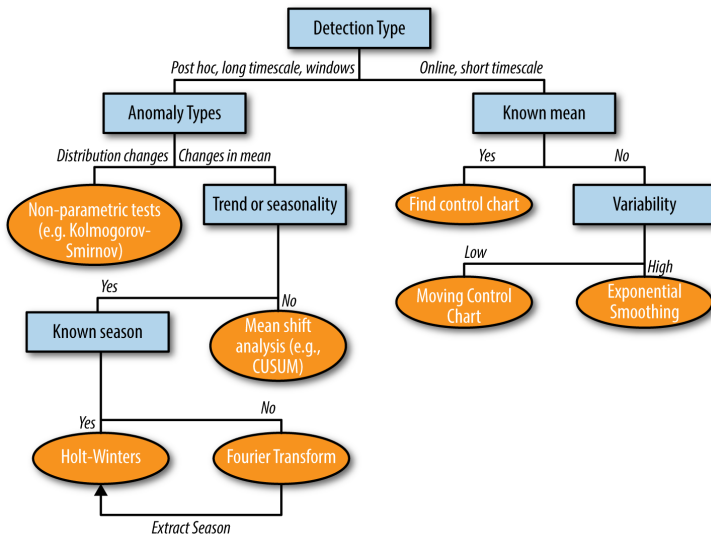 Detection Type
Post hoc, long timescale, windows
Online, short timescale
Anomaly Types
Known mean
Distribution changes
Changes in mean
Yes
No
Non-parametric tests
(e.g. Kolmogorov-
Smirnov)
Trend or seasonality
Find control chart
Variability
Low
High
Yes
No
Moving Control
Chart
Exponential
Smoothing
Known season
Mean shift
analysis (e.g.,
CUSUM)
Yes
No
Holt-Winters
Fourier Transform
Extract Season